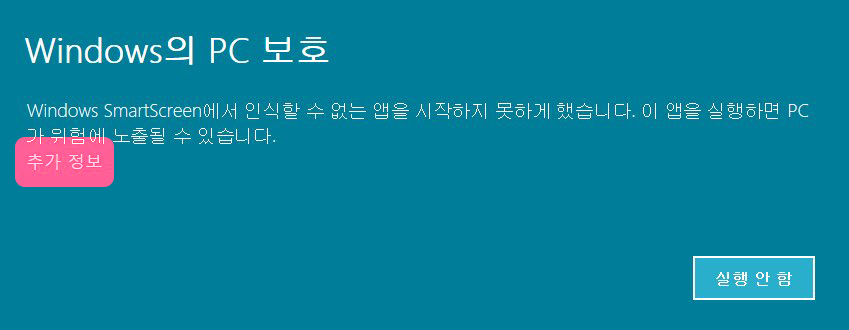 Windows의 PC 보호
Windows SmartScreen에서 인식할 수 없는 앱을 시작하지 못하게 했습니다. 이 앱을 실행하면 PC
가 위험에 노출될 수 있습니다.
추가 정보
실행 안 함